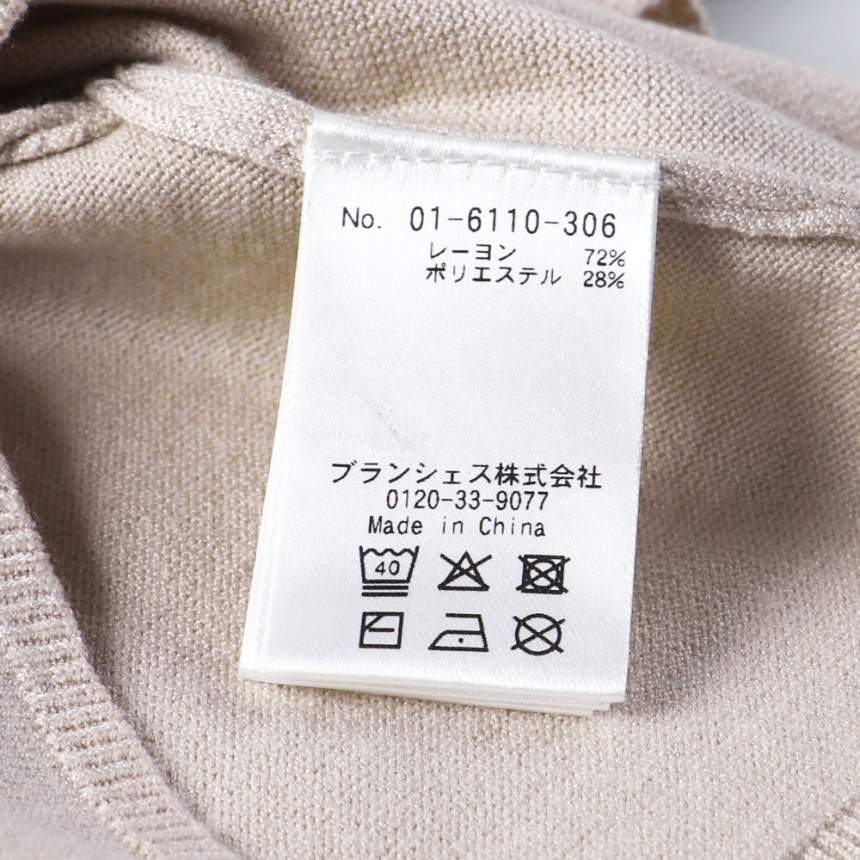 No. 01-6110-306
レーヨン 72%
ポリエステル 28%
ブランシェス株式会社
0120-33-9077
Made in China
40